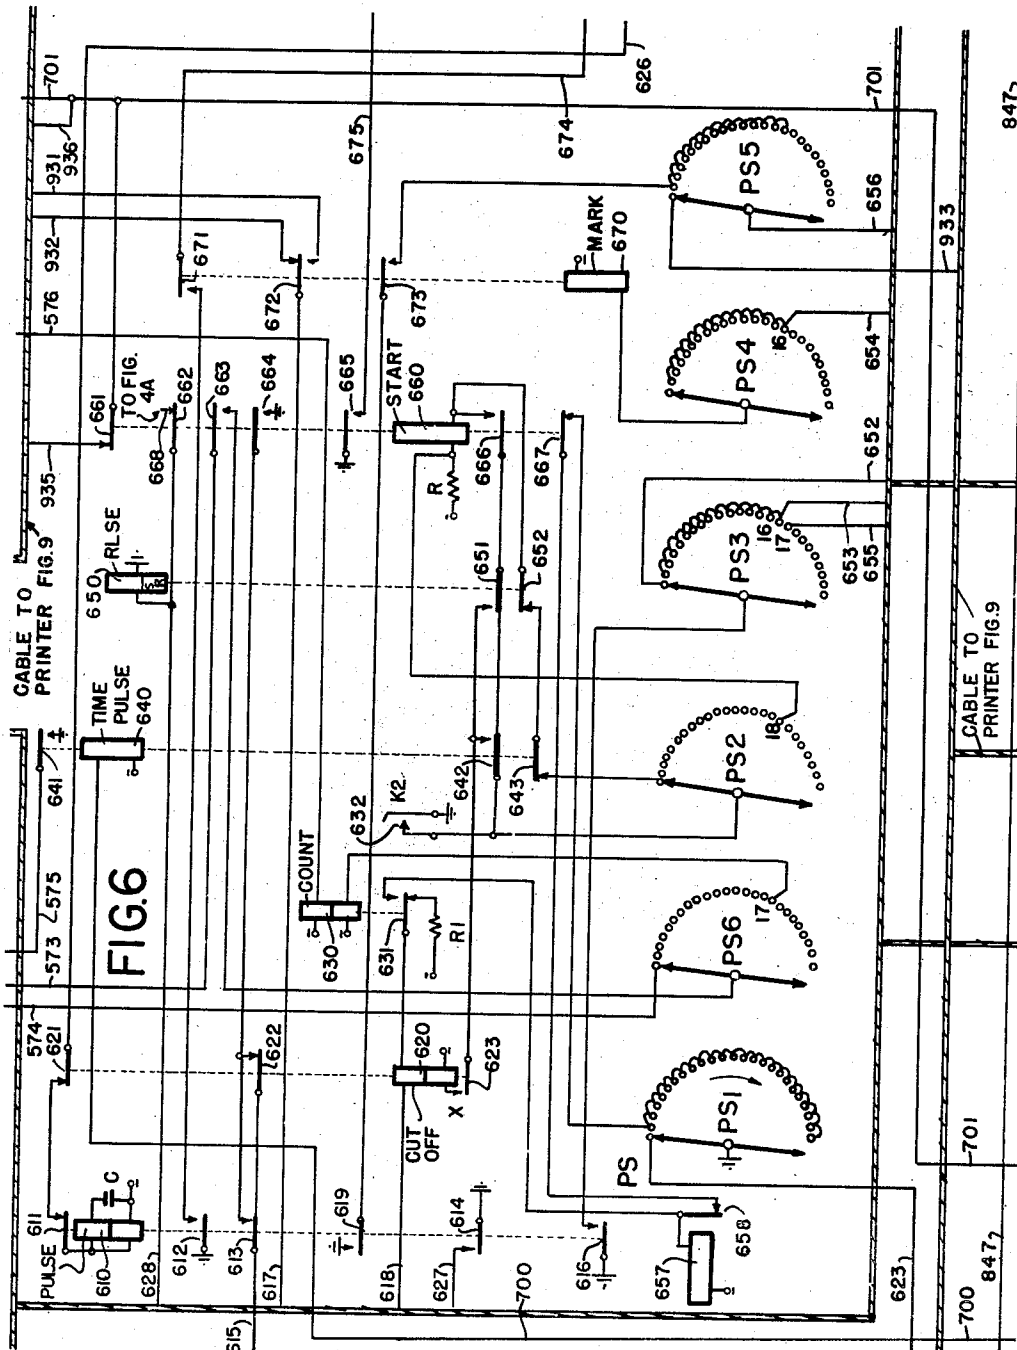 701
936
931
932
576
935
CABLE TO
PRINTER FIG.9
641
575
573
574
621
611
PULSE
610
C
628
612
613
617
615
FIG.6
TIME
PULSE
640
650
RLSE
SR
661
TO FIG.
4A
662
668
663
664
665
671
672
673
675
674
626
START
660
R
666
667
651
652
MARK
670
COUNT
630
631
R1
632
K2
642
643
622
CUT
OFF
620
X
623
619
618
627
614
616
700
PS
657
658
PS1
PS6
17
PS2
18
PS3
16
17
PS4
16
PS5
701
656
933
654
652
653
655
CABLE TO
PRINTER FIG.9
701
623
847
700
847